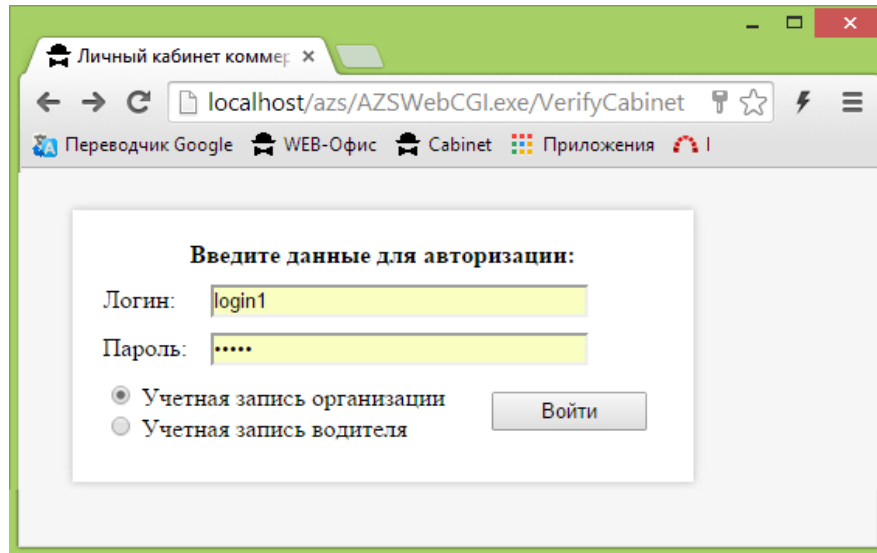 Личный кабинет коммер
localhost/azs/AZSWebCGI.exe/VerifyCabinet
Переводчик Google WEB-Офис Cabinet Приложения
Введите данные для авторизации:
Логин: login1
Пароль: •••••
Учетная запись организации
Учетная запись водителя
Войти